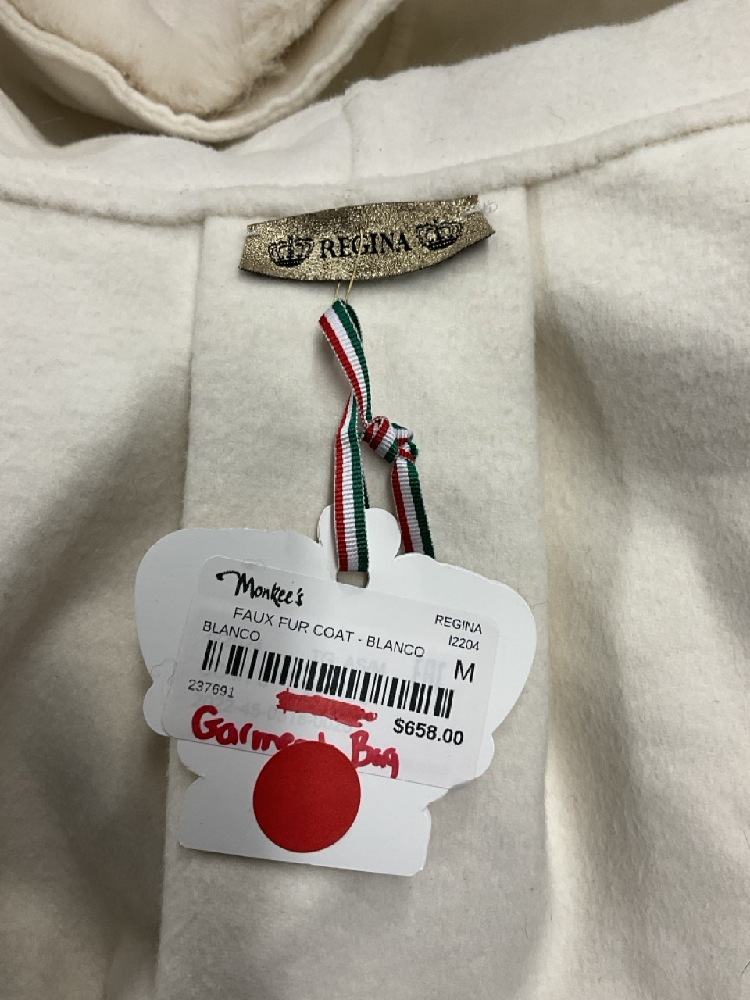 REGINA
Monkee's
REGINA
I2204
FAUX FUR COAT - BLANCO
BLANCO
M
237691
$658.00
Garment Bag